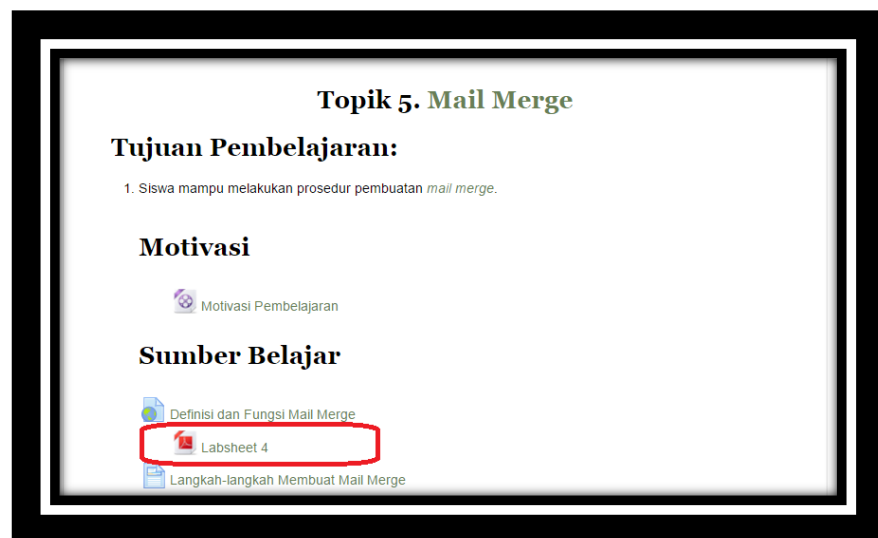 Topik 5. Mail Merge
Tujuan Pembelajaran:
1. Siswa mampu melakukan prosedur pembuatan mail merge.
Motivasi
Motivasi Pembelajaran
Sumber Belajar
Definisi dan Fungsi Mail Merge
Labsheet 4
Langkah-langkah Membuat Mail Merge